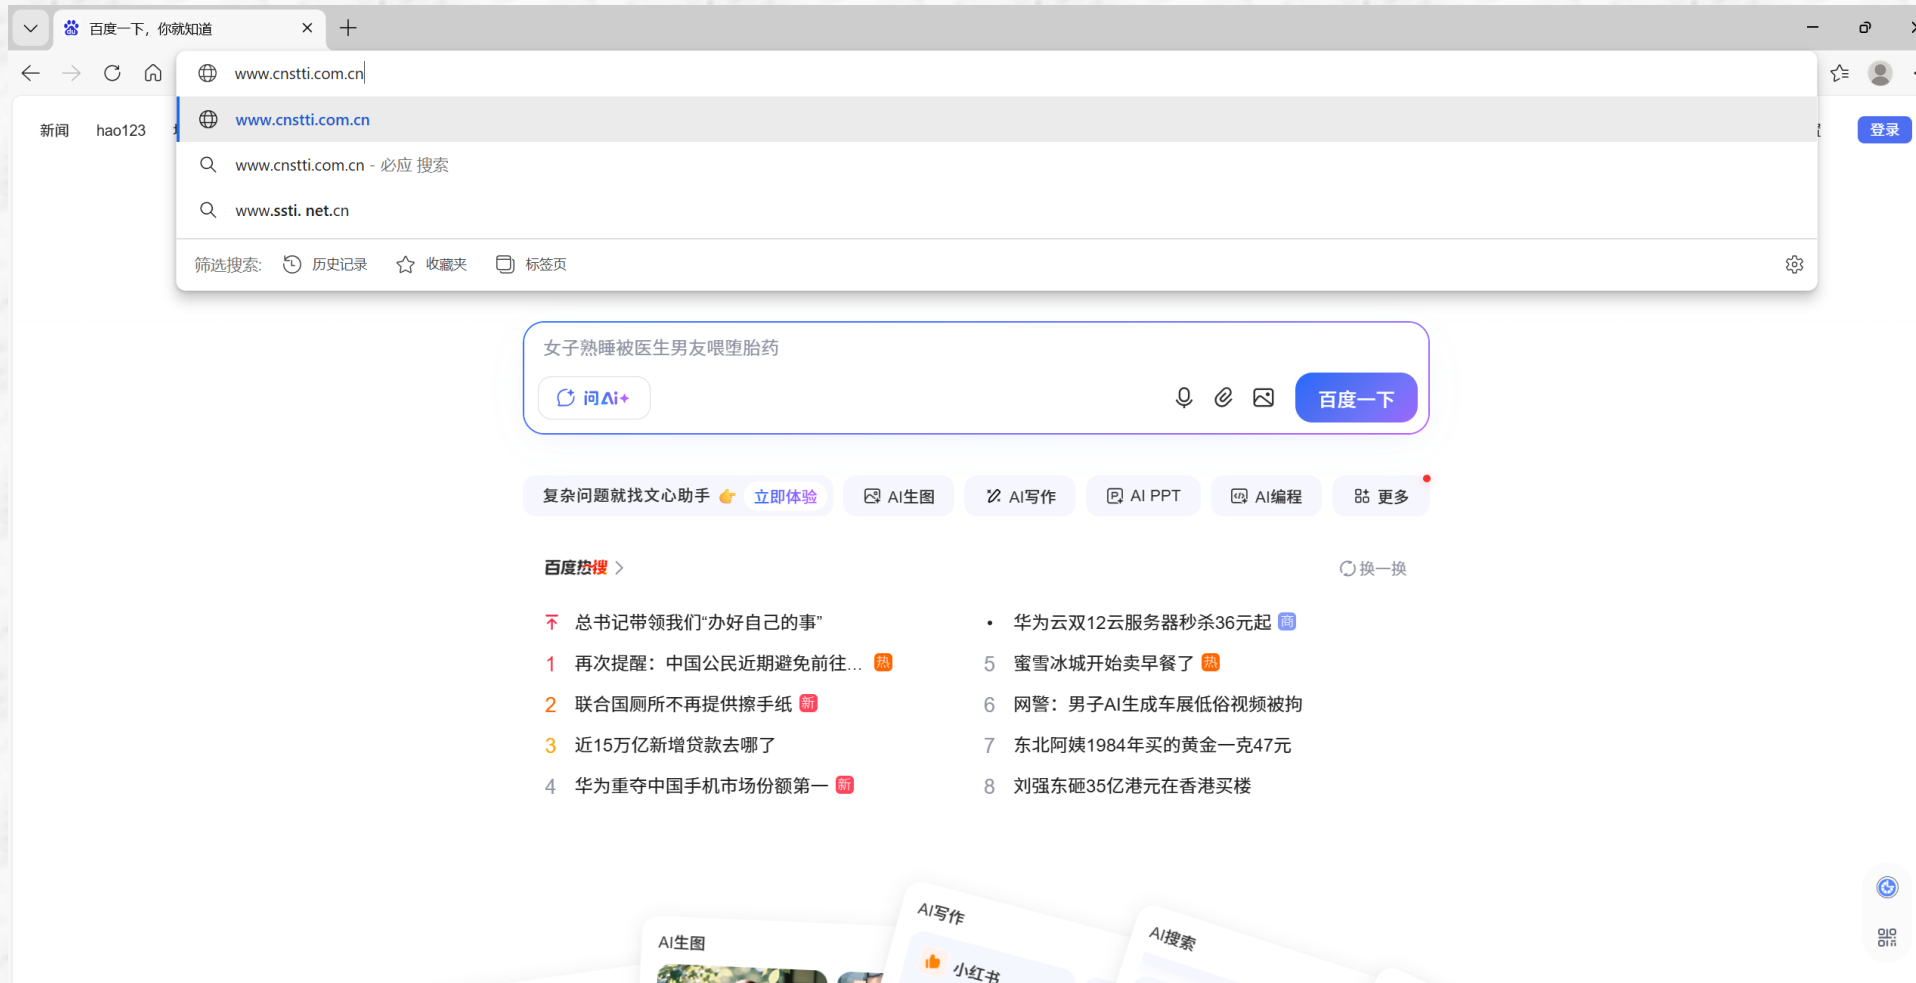 百度一下，你就知道
www.cnstti.com.cn
www.cnstti.com.cn
www.cnstti.com.cn - 必应 搜索
www.ssti. net.cn
筛选搜索: 历史记录 收藏夹 标签页
新闻 hao123
登录
女子熟睡被医生男友喂堕胎药
问Ai+
百度一下
复杂问题就找文心助手 立即体验 AI生图 AI写作 AI PPT AI编程 更多
百度热搜
换一换
总书记带领我们“办好自己的事”
1 再次提醒：中国公民近期避免前往... 热
2 联合国厕所不再提供擦手纸 新
3 近15万亿新增贷款去哪了
4 华为重夺中国手机市场份额第一 新
• 华为云双12云服务器秒杀36元起 商
5 蜜雪冰城开始卖早餐了 热
6 网警：男子AI生成车展低俗视频被拘
7 东北阿姨1984年买的黄金一克47元
8 刘强东砸35亿港元在香港买楼
AI生图
AI写作
小红书
AI搜索